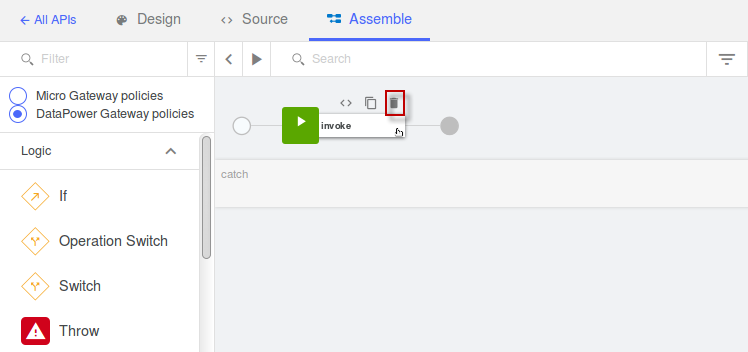 All APIs
Design
Source
Assemble
Filter
Search
Micro Gateway policies
DataPower Gateway policies
Logic
invoke
catch
If
Operation Switch
Switch
Throw